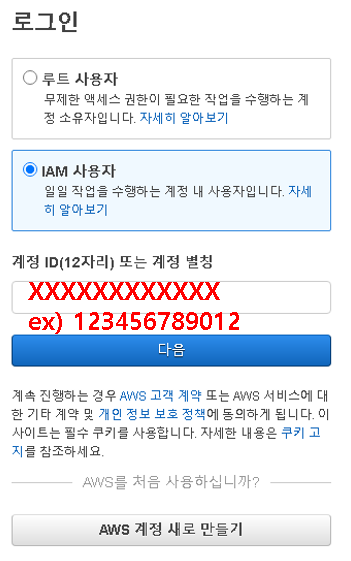 로그인
루트 사용자
무제한 액세스 권한이 필요한 작업을 수행하는 계
정 소유자입니다. 자세히 알아보기
IAM 사용자
일일 작업을 수행하는 계정 내 사용자입니다. 자세
히 알아보기
계정 ID(12자리) 또는 계정 별칭
XXXXXXXXXXXX
ex) 123456789012
다음
계속 진행하는 경우 AWS 고객 계약 또는 AWS 서비스에 대
한 기타 계약 및 개인 정보 보호 정책에 동의하게 됩니다. 이
사이트는 필수 쿠키를 사용합니다. 자세한 내용은 쿠키 고
지를 참조하세요.
AWS를 처음 사용하십니까?
AWS 계정 새로 만들기